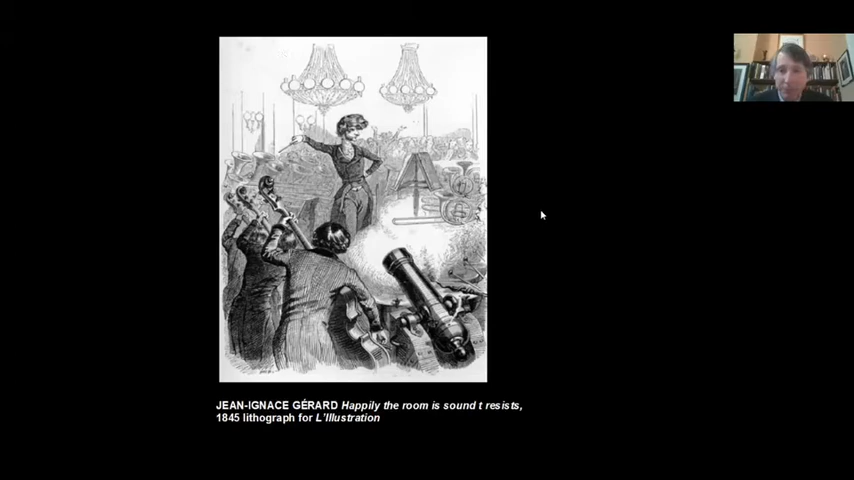 JEAN-IGNACE GÉRARD Happily the room is sound t resists,
1845 lithograph for L'Illustration